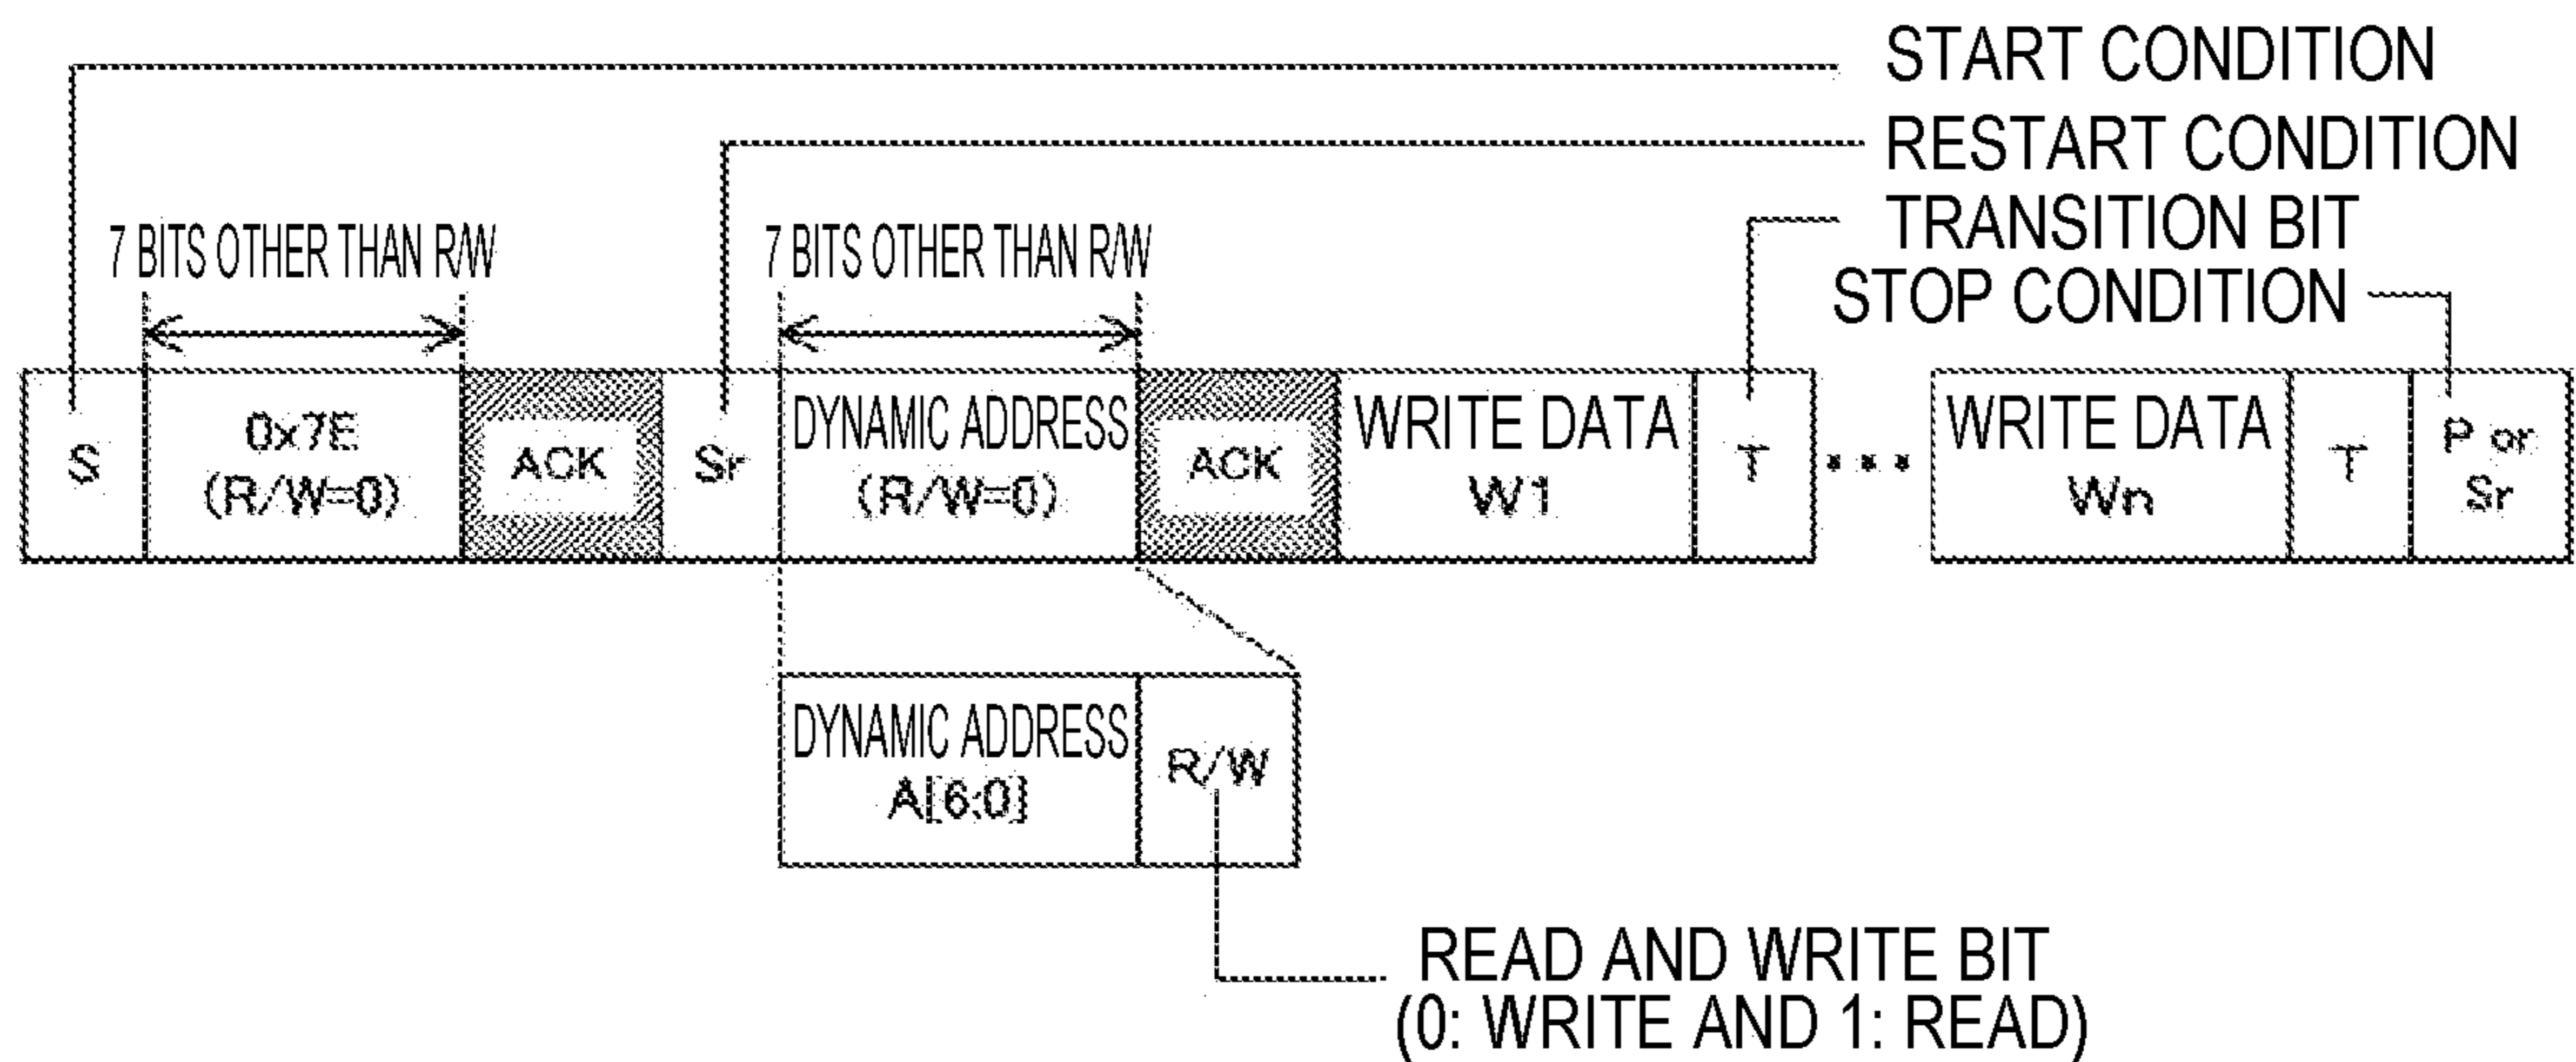 START CONDITION
RESTART CONDITION
TRANSITION BIT
STOP CONDITION
7 BITS OTHER THAN R/W
7 BITS OTHER THAN R/W
S
0x7E
(R/W=0)
ACK
Sr
DYNAMIC ADDRESS
(R/W=0)
ACK
WRITE DATA
W1
T
...
WRITE DATA
Wn
T
P or
Sr
DYNAMIC ADDRESS
A[6:0]
R/W
READ AND WRITE BIT
(0: WRITE AND 1: READ)